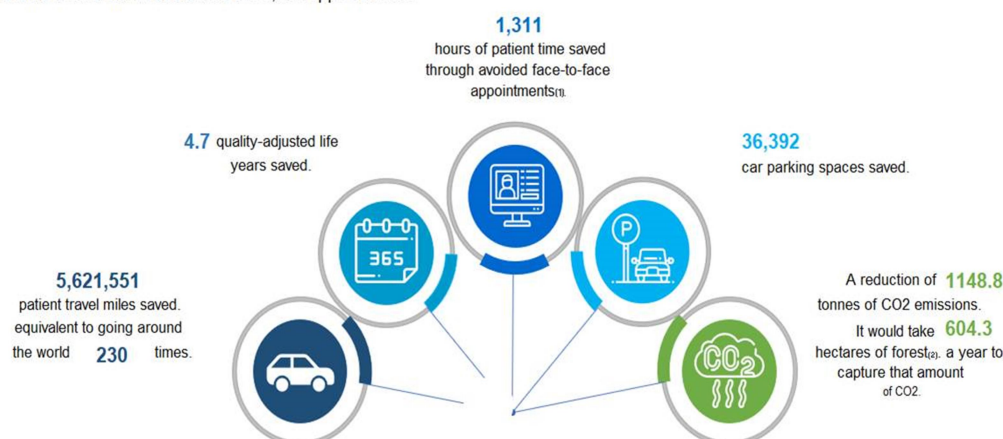 1,311
hours of patient time saved
through avoided face-to-face
appointments(1).
4.7 quality-adjusted life
years saved.
36,392
car parking spaces saved.
5,621,551
patient travel miles saved.
equivalent to going around
the world 230 times.
A reduction of 1148.8
tonnes of CO2 emissions.
It would take 604.3
hectares of forest(2). a year to
capture that amount
of CO2.
365
P
CO2